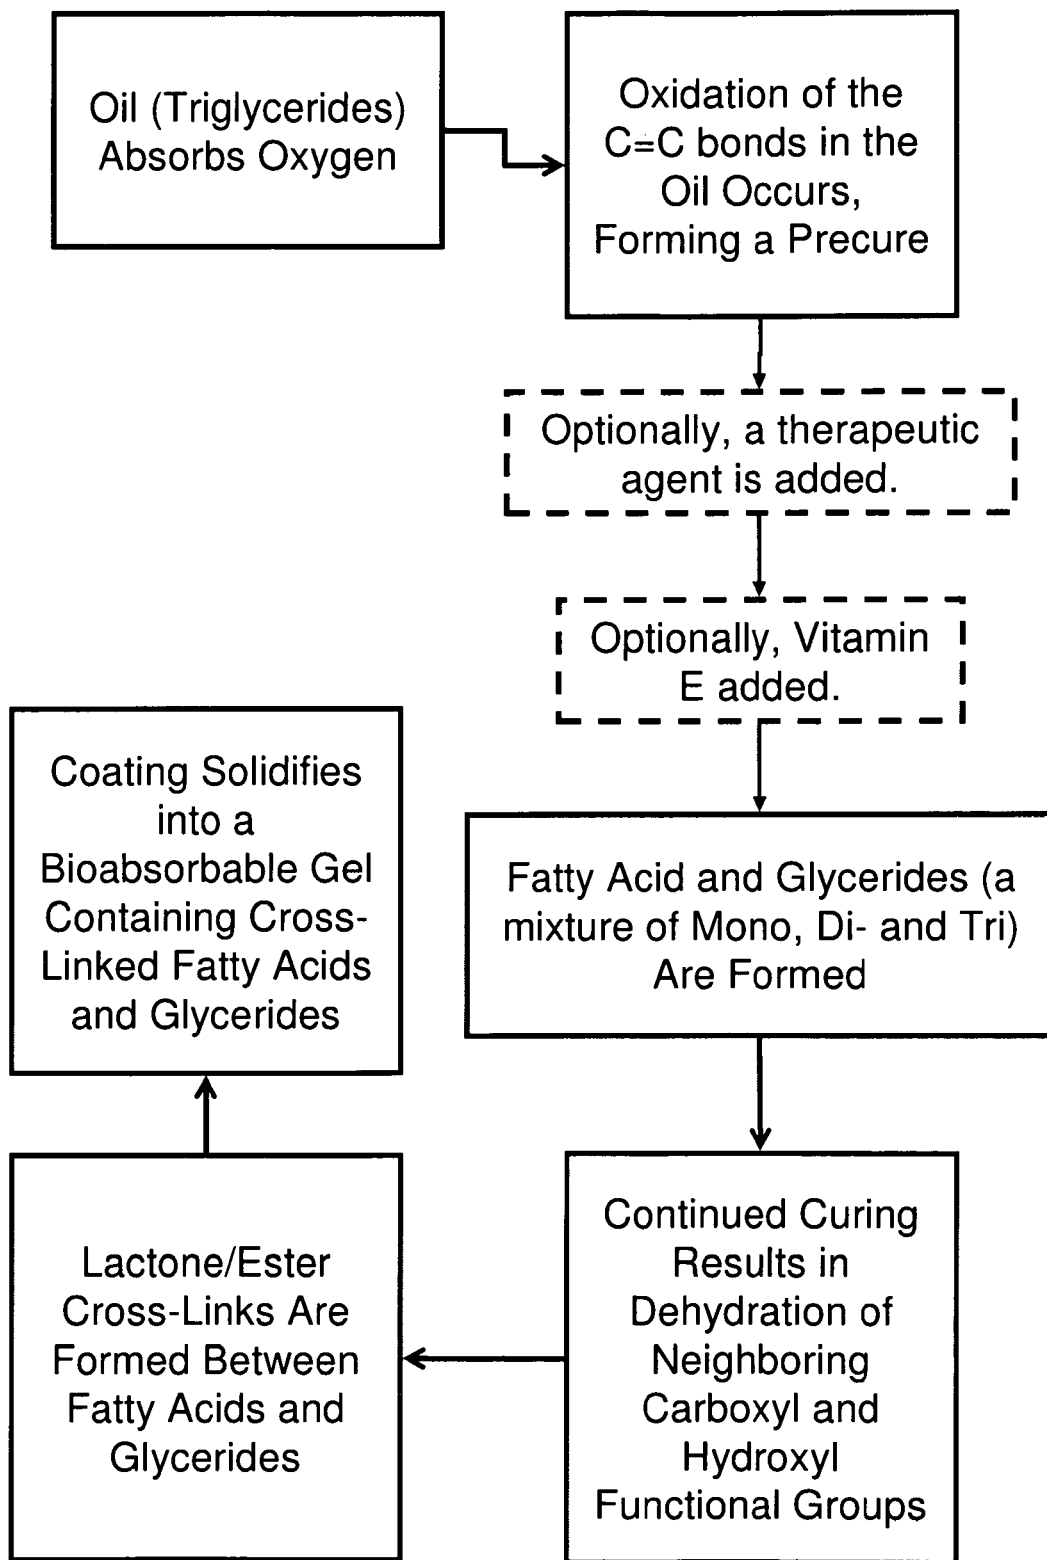 Oil (Triglycerides)
Absorbs Oxygen
Oxidation of the
C=C bonds in the
Oil Occurs,
Forming a Precure
Optionally, a therapeutic
agent is added.
Optionally, Vitamin
E added.
Fatty Acid and Glycerides (a
mixture of Mono, Di- and Tri)
Are Formed
Continued Curing
Results in
Dehydration of
Neighboring
Carboxyl and
Hydroxyl
Functional Groups
Lactone/Ester
Cross-Links Are
Formed Between
Fatty Acids and
Glycerides
Coating Solidifies
into a
Bioabsorbable Gel
Containing Cross-
Linked Fatty Acids
and Glycerides